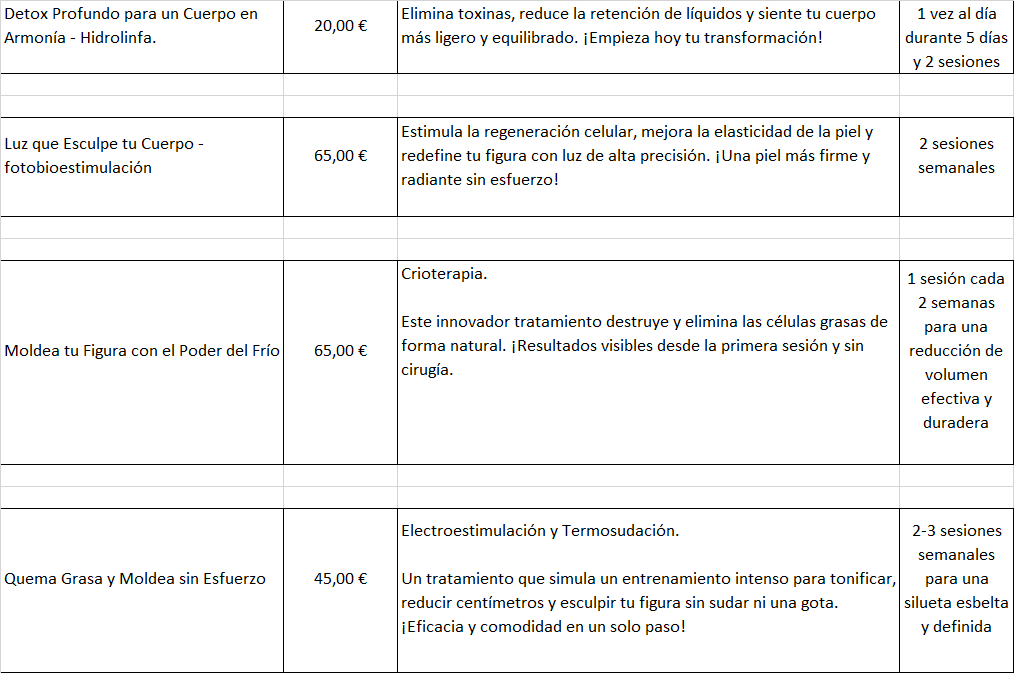 Detox Profundo para un Cuerpo en
Armonía - Hidrolinfa.
20,00 €
Elimina toxinas, reduce la retención de líquidos y siente tu cuerpo
más ligero y equilibrado. ¡Empieza hoy tu transformación!
1 vez al día
durante 5 días
y 2 sesiones
Luz que Esculpe tu Cuerpo -
fotobioestimulación
65,00 €
Estimula la regeneración celular, mejora la elasticidad de la piel y
redefine tu figura con luz de alta precisión. ¡Una piel más firme y
radiante sin esfuerzo!
2 sesiones
semanales
Moldea tu Figura con el Poder del Frío
65,00 €
Crioterapia.
Este innovador tratamiento destruye y elimina las células grasas de
forma natural. ¡Resultados visibles desde la primera sesión y sin
cirugía.
1 sesión cada
2 semanas
para una
reducción de
volumen
efectiva y
duradera
Quema Grasa y Moldea sin Esfuerzo
45,00 €
Electroestimulación y Termosudación.
Un tratamiento que simula un entrenamiento intenso para tonificar,
reducir centímetros y esculpir tu figura sin sudar ni una gota.
¡Eficacia y comodidad en un solo paso!
2-3 sesiones
semanales
para una
silueta esbelta
y definida